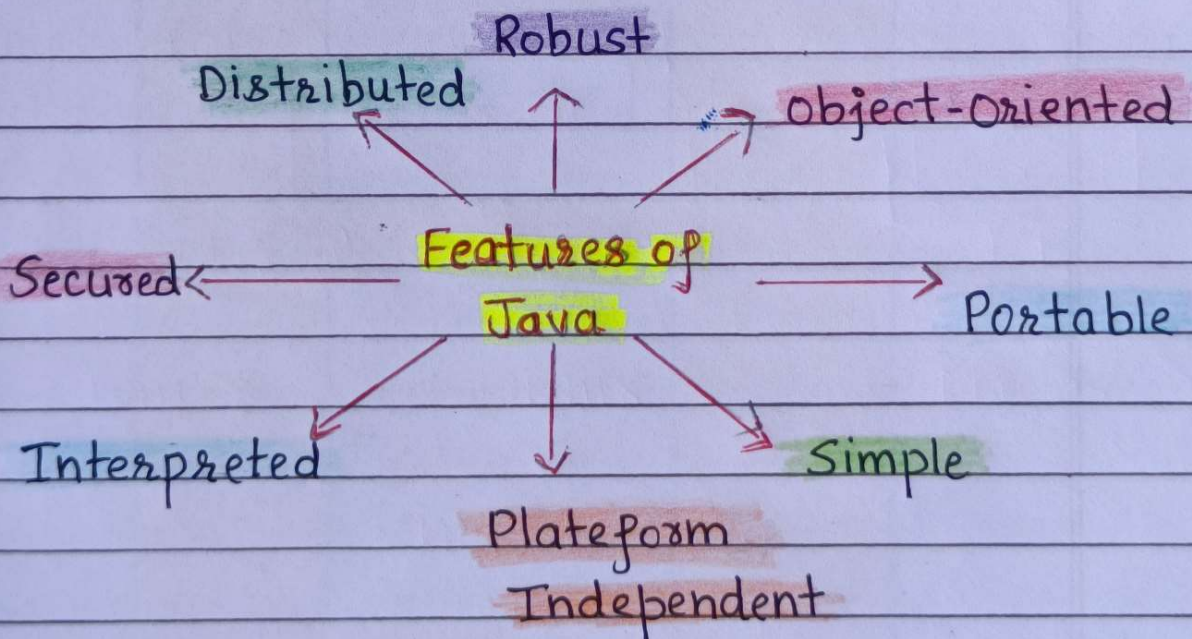 Robust
Distributed
object-oriented
Features of
Java
Secured
Portable
Interpreted
Simple
Plateform
Independent